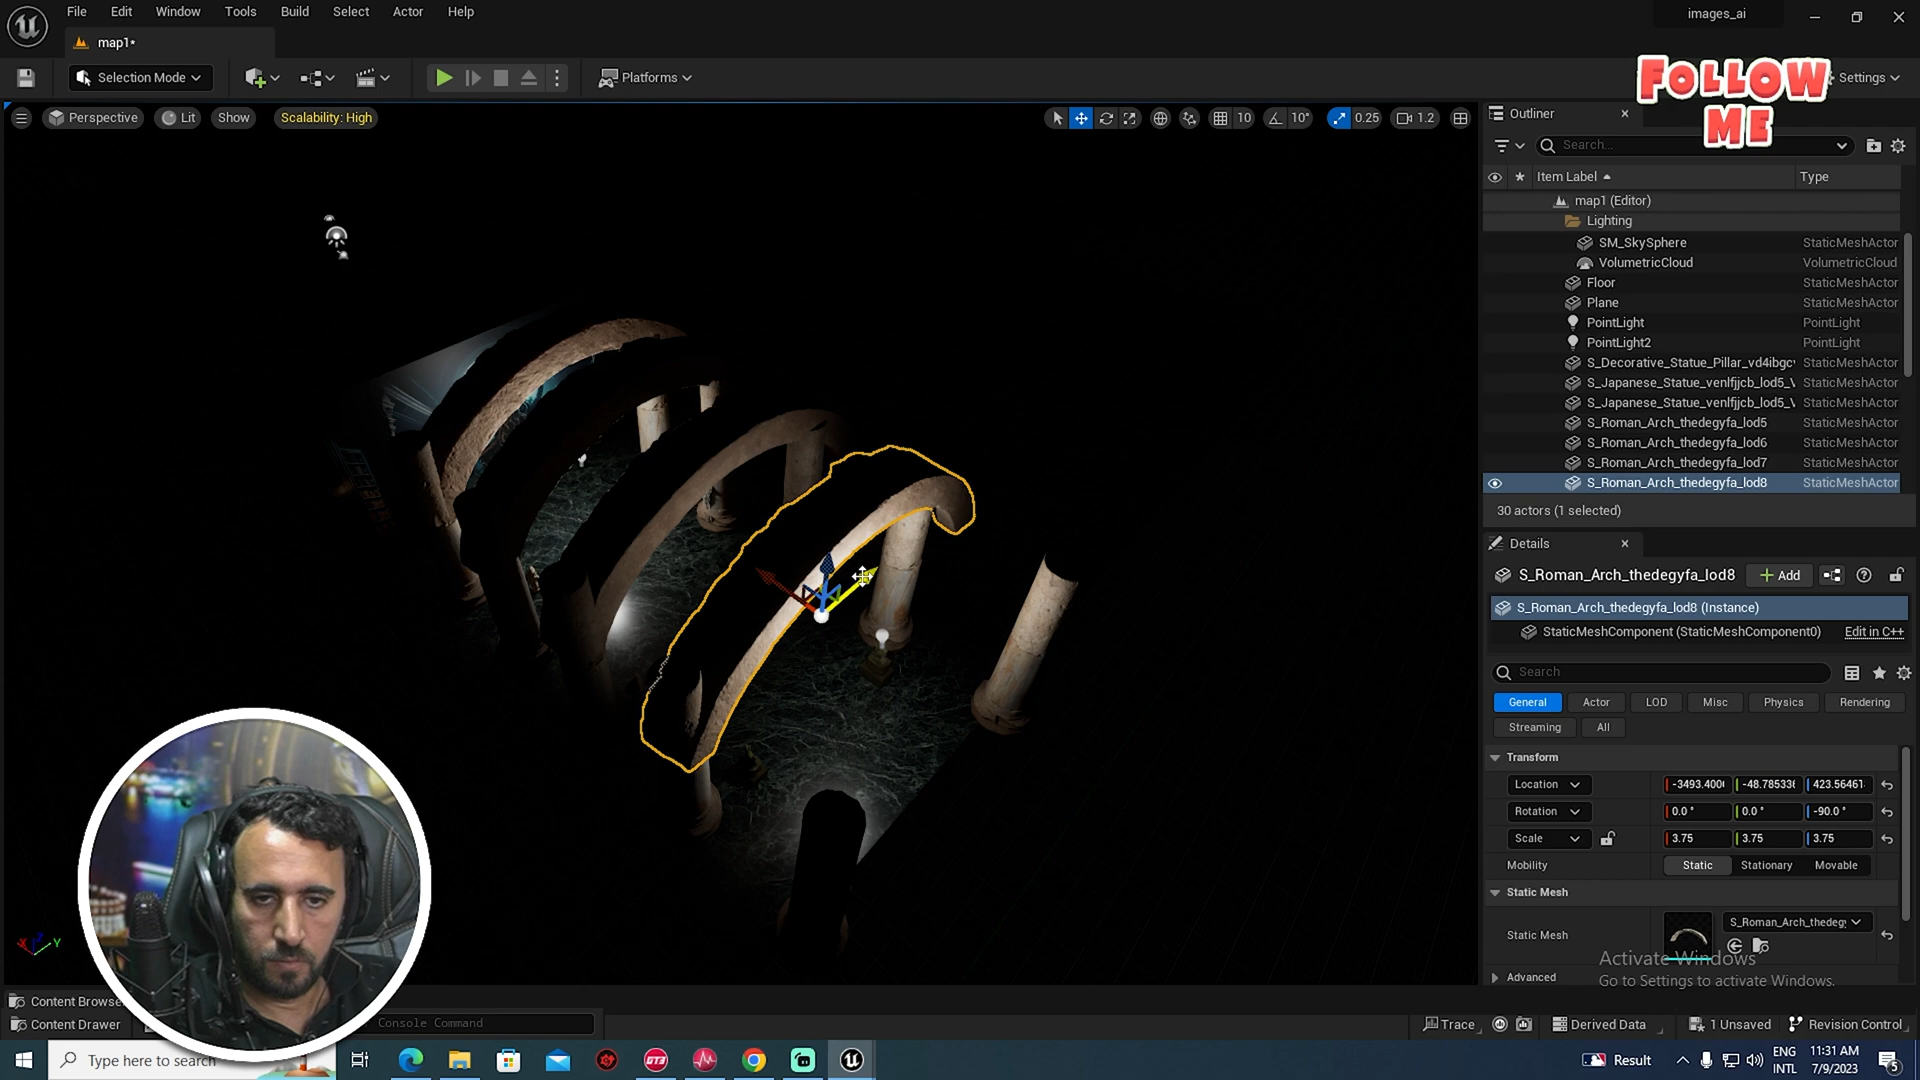 File Edit View Window Tools Build Select Actor Help
images_ai
map1*
Selection Mode
Platforms
FOLLOW
ME
Settings
Perspective Lit Show Scalability: High
10 10° 0.25 1.2
Outliner
Search...
Item Label Type
map1 (Editor)
Lighting
SM_SkySphere StaticMeshActor
VolumetricCloud VolumetricCloud
Floor StaticMeshActor
Plane StaticMeshActor
PointLight PointLight
PointLight2 PointLight
S_Decorative_Statue_Pillar_vd4ibgc StaticMeshActor
S_Japanese_Statue_venlfjjcb_lod5_ StaticMeshActor
S_Japanese_Statue_venlfjjcb_lod5_ StaticMeshActor
S_Roman_Arch_thedegyfa_lod5 StaticMeshActor
S_Roman_Arch_thedegyfa_lod6 StaticMeshActor
S_Roman_Arch_thedegyfa_lod7 StaticMeshActor
S_Roman_Arch_thedegyfa_lod8 StaticMeshActor
30 actors (1 selected)
Details
S_Roman_Arch_thedegyfa_lod8 + Add
S_Roman_Arch_thedegyfa_lod8 (Instance)
StaticMeshComponent (StaticMeshComponent0) Edit in C++
Search
General Actor LOD Misc Physics Rendering
Streaming All
Transform
Location -3493.400 -48.78533 423.56461
Rotation 0.0° 0.0° -90.0°
Scale 3.75 3.75 3.75
Mobility Static Stationary Movable
Static Mesh
S_Roman_Arch_thedeg
Static Mesh
Activate Windows
Advanced
Go to Settings to activate Windows.
X Z Y
Content Browse
Content Drawer Console Command Trace Derived Data 1 Unsaved Revision Control
Type here to search
GT3
Result ENG
INTL
11:31 AM
7/9/2023
5